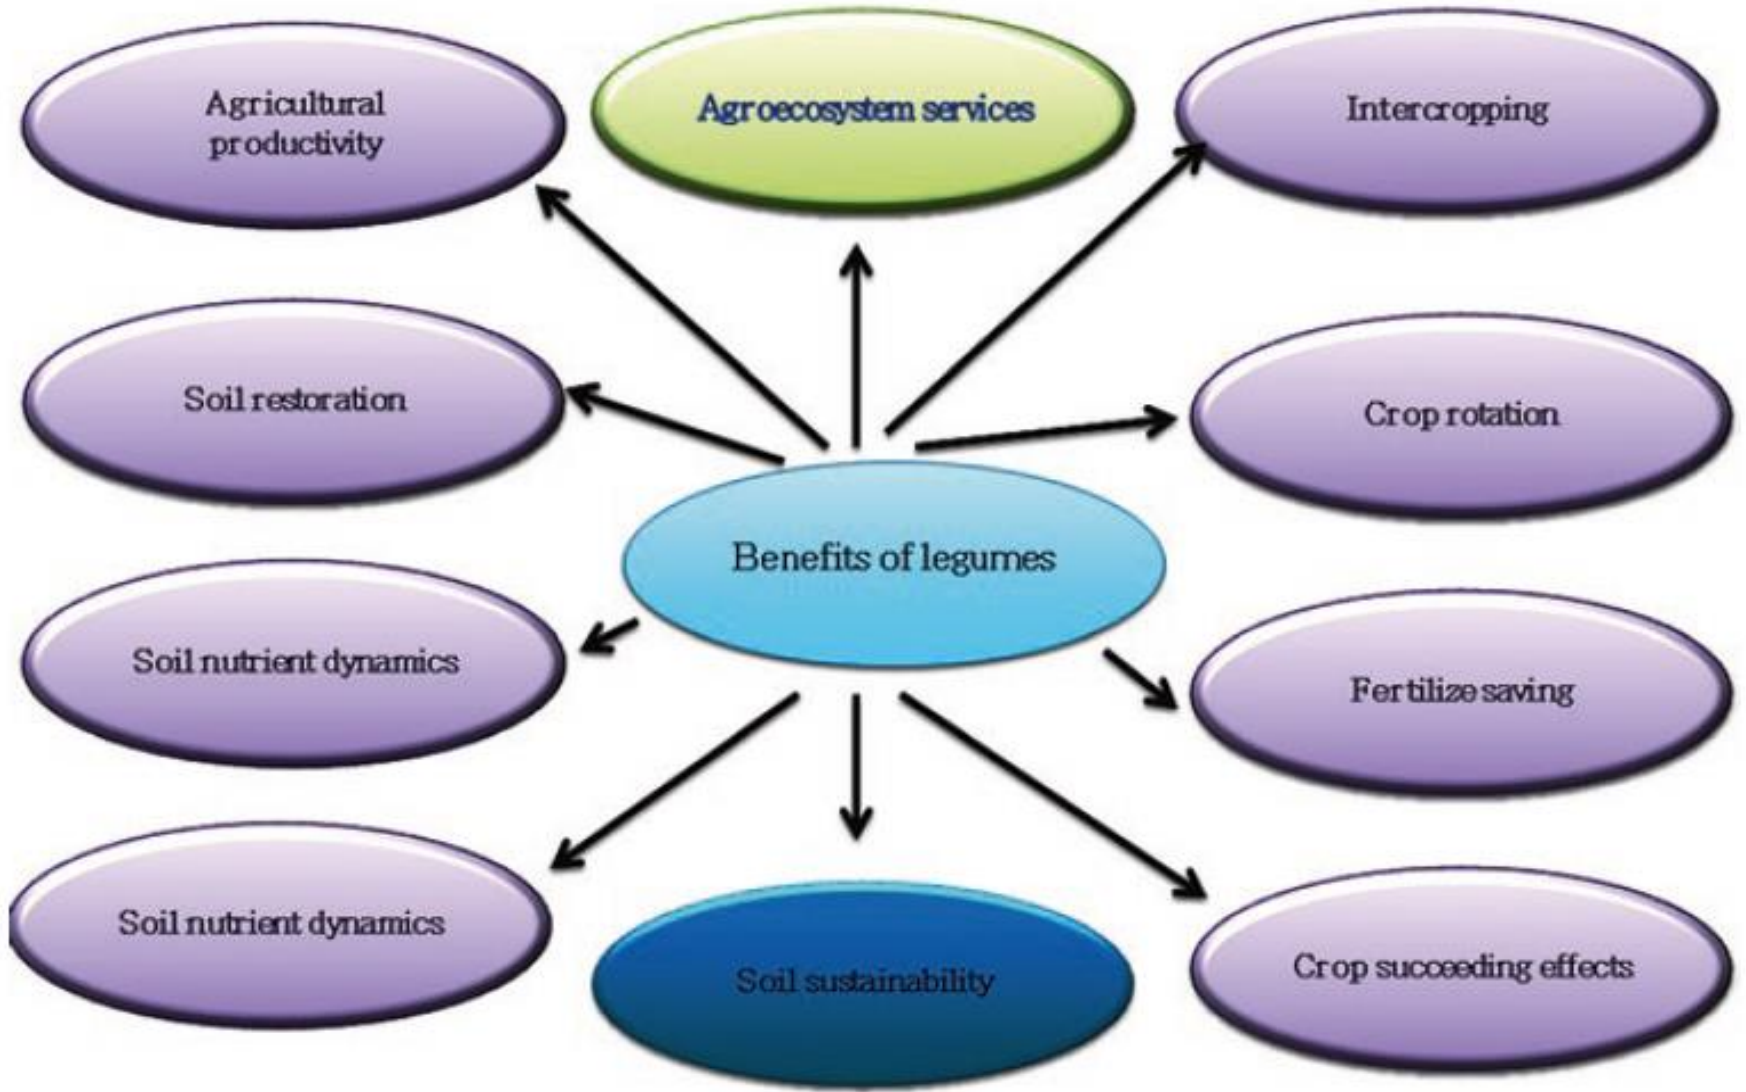 Agricultural
productivity
Agroecosystem services
Intercropping
Soil restoration
Crop rotation
Benefits of legumes
Soil nutrient dynamics
Fertilize saving
Soil nutrient dynamics
Soil sustainability
Crop succeeding effects